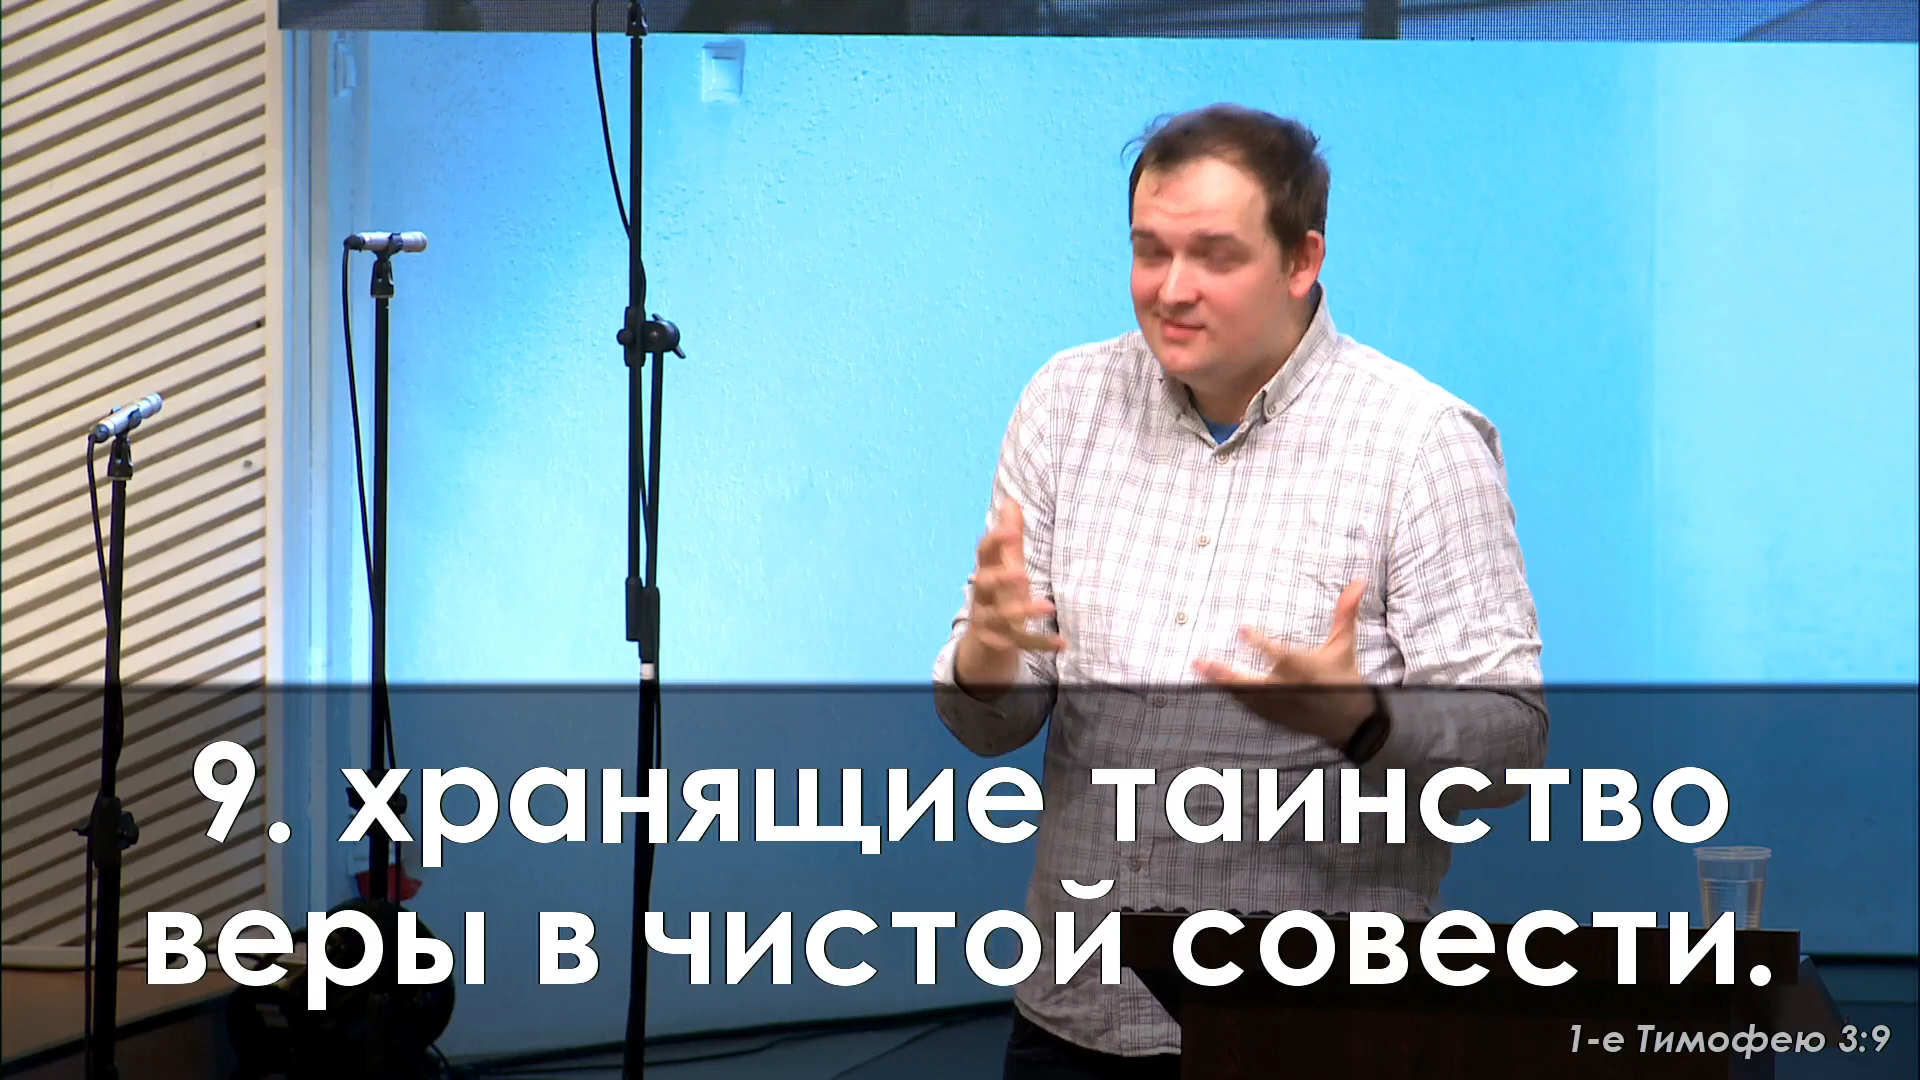 9. хранящие таинство
веры в чистой совести.
1-е Тимофею 3:9